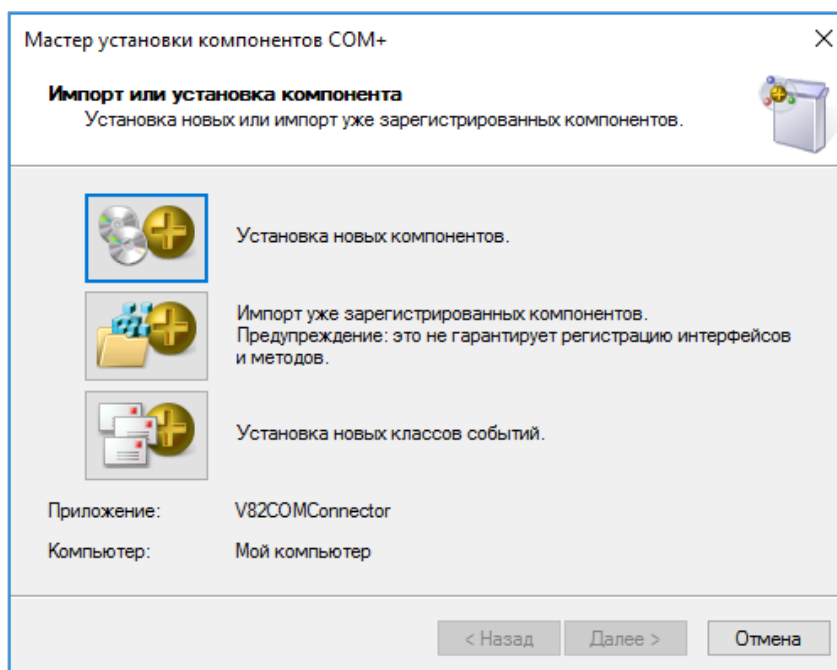 Мастер установки компонентов COM+
Импорт или установка компонента
Установка новых или импорт уже зарегистрированных компонентов.
Установка новых компонентов.
Импорт уже зарегистрированных компонентов.
Предупреждение: это не гарантирует регистрацию интерфейсов
и методов.
Установка новых классов событий.
Приложение: V82COMConnector
Компьютер: Мой компьютер
< Назад Далее > Отмена